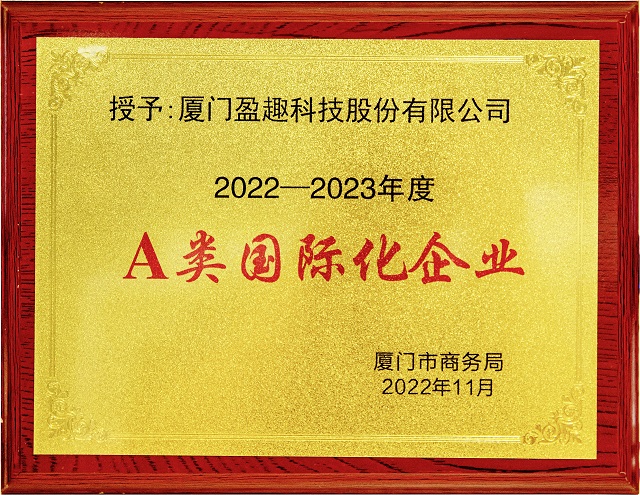 授予:厦门盈趣科技股份有限公司
2022—2023年度
A类国际化企业
厦门市商务局
2022年11月